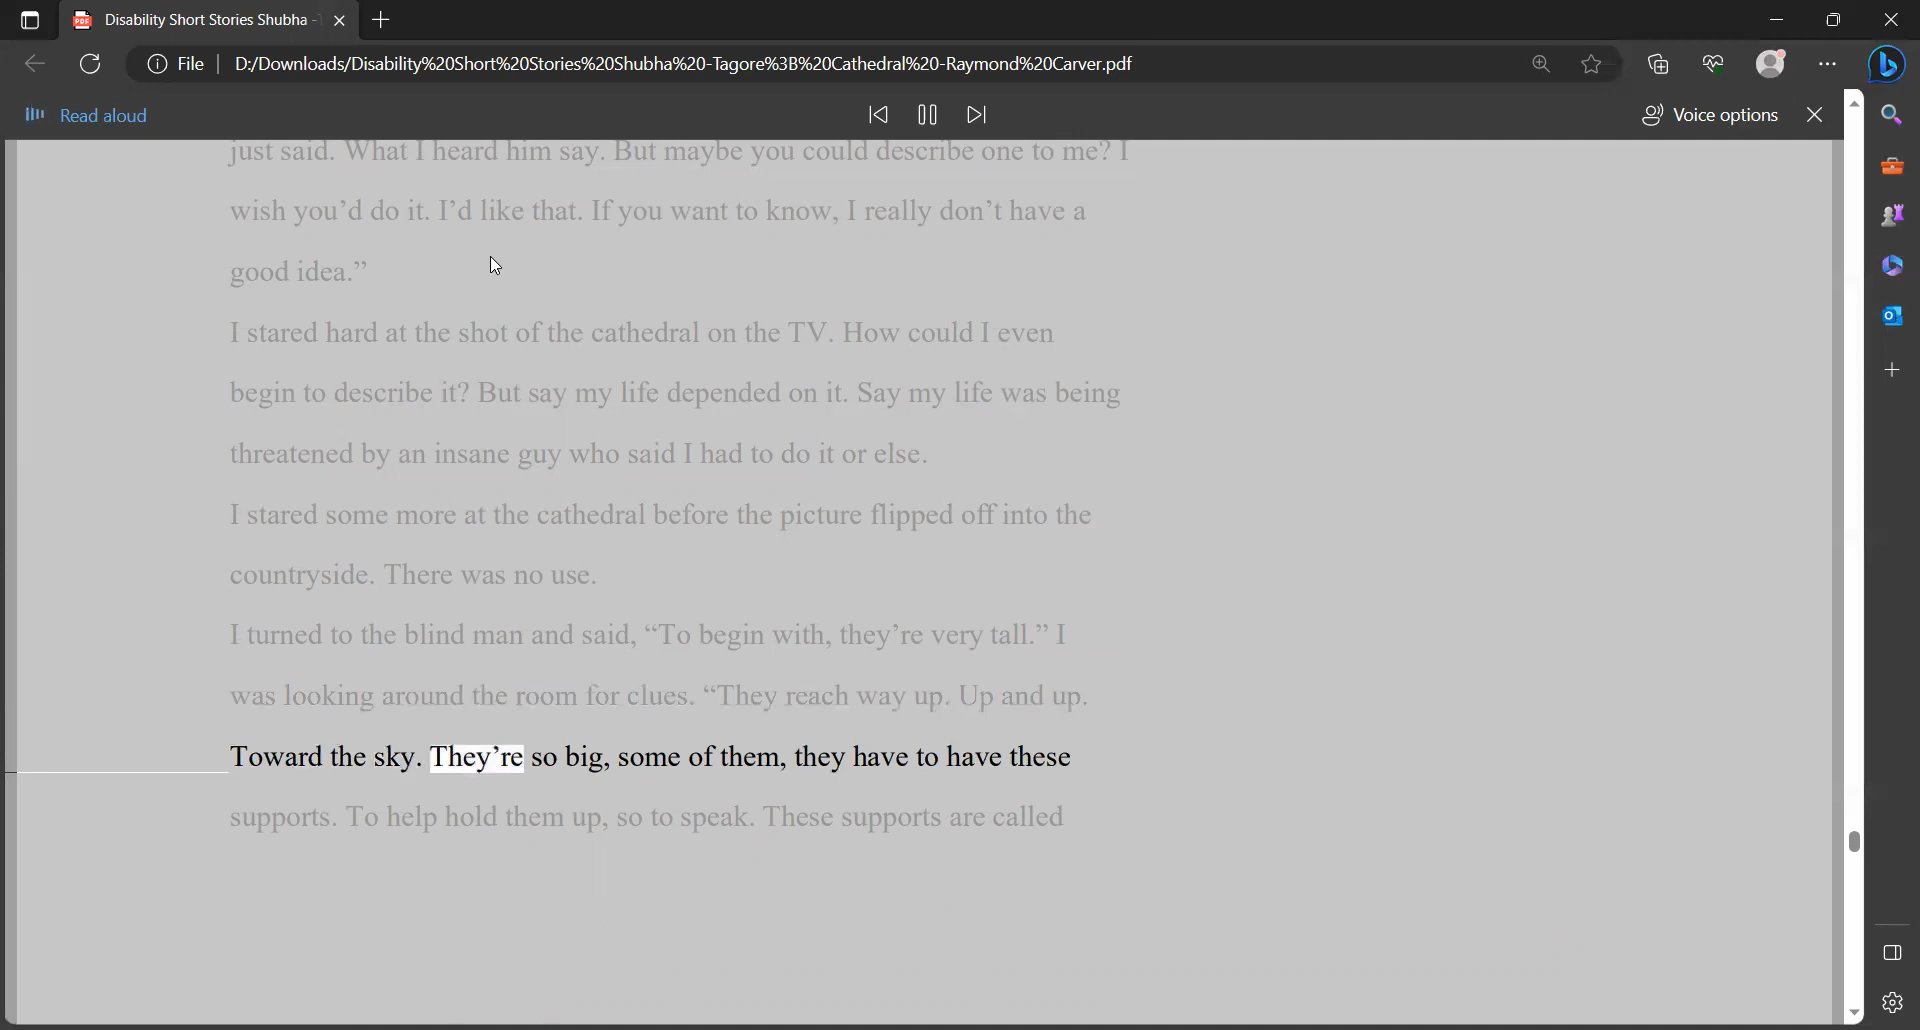 Disability Short Stories Shubha -
File
D:/Downloads/Disability%20Short%20Stories%20Shubha%20-Tagore%3B%20Cathedral%20-Raymond%20Carver.pdf
Read aloud
Voice options
just said. What I heard him say. But maybe you could describe one to me? I
wish you’d do it. I’d like that. If you want to know, I really don’t have a
good idea.”
I stared hard at the shot of the cathedral on the TV. How could I even
begin to describe it? But say my life depended on it. Say my life was being
threatened by an insane guy who said I had to do it or else.
I stared some more at the cathedral before the picture flipped off into the
countryside. There was no use.
I turned to the blind man and said, “To begin with, they’re very tall.” I
was looking around the room for clues. “They reach way up. Up and up.
Toward the sky. They’re so big, some of them, they have to have these
supports. To help hold them up, so to speak. These supports are called